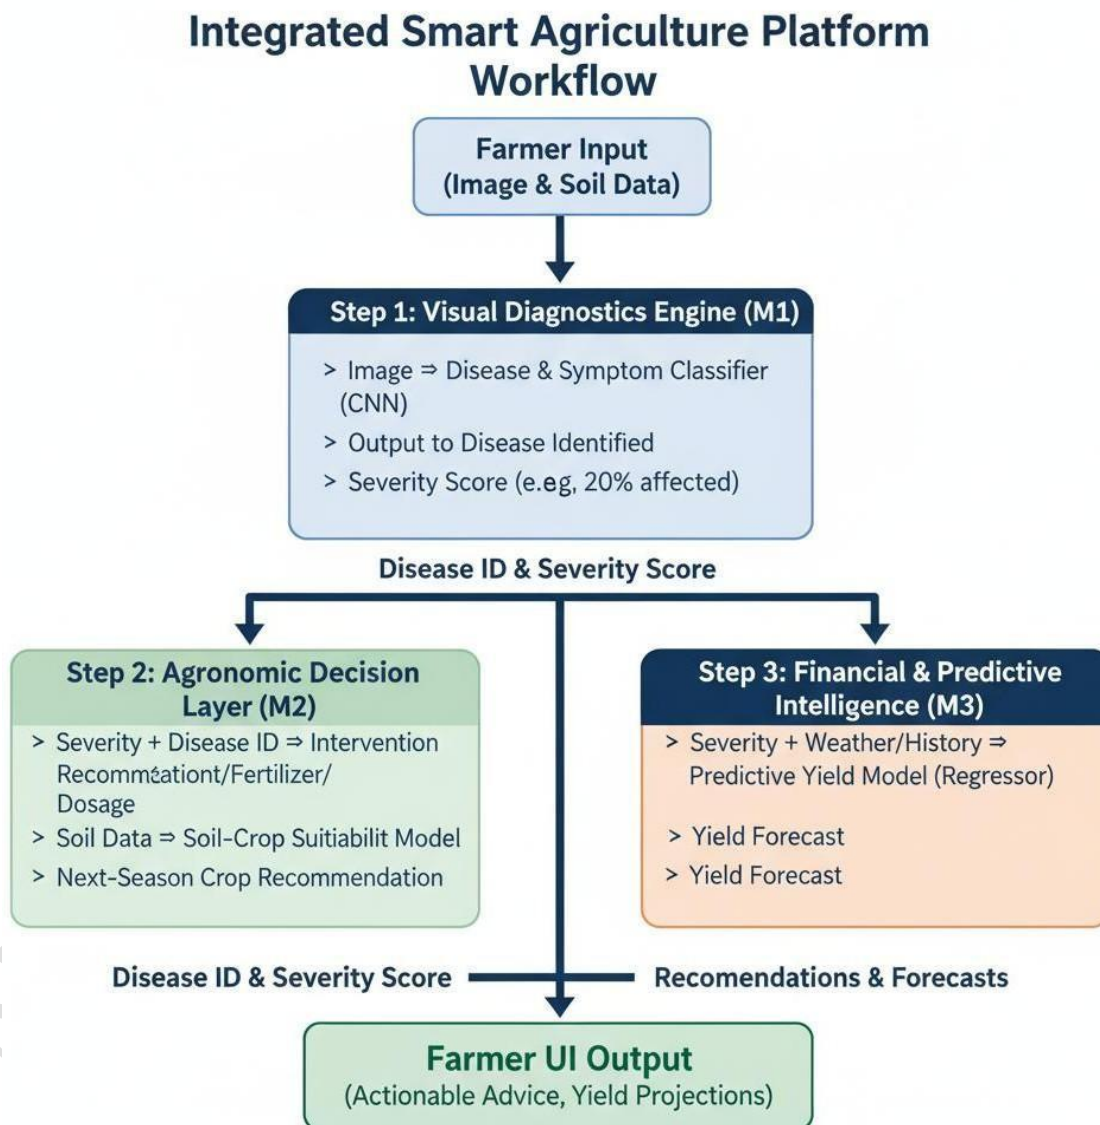 Integrated Smart Agriculture Platform
Workflow
Farmer Input
(Image & Soil Data)
Step 1: Visual Diagnostics Engine (M1)
> Image ⇒ Disease & Symptom Classifier
(CNN)
> Output to Disease Identified
> Severity Score (e.eg, 20% affected)
Disease ID & Severity Score
Step 2: Agronomic Decision
Layer (M2)
> Severity + Disease ID ⇒ Intervention
Recomméationt/Fertilizer/
Dosage
> Soil Data ⇒ Soil-Crop Suitiabilit Model
> Next-Season Crop Recommendation
Step 3: Financial & Predictive
Intelligence (M3)
> Severity + Weather/History ⇒
Predictive Yield Model (Regressor)
> Yield Forecast
> Yield Forecast
Disease ID & Severity Score
Recomendations & Forecasts
Farmer UI Output
(Actionable Advice, Yield Projections)